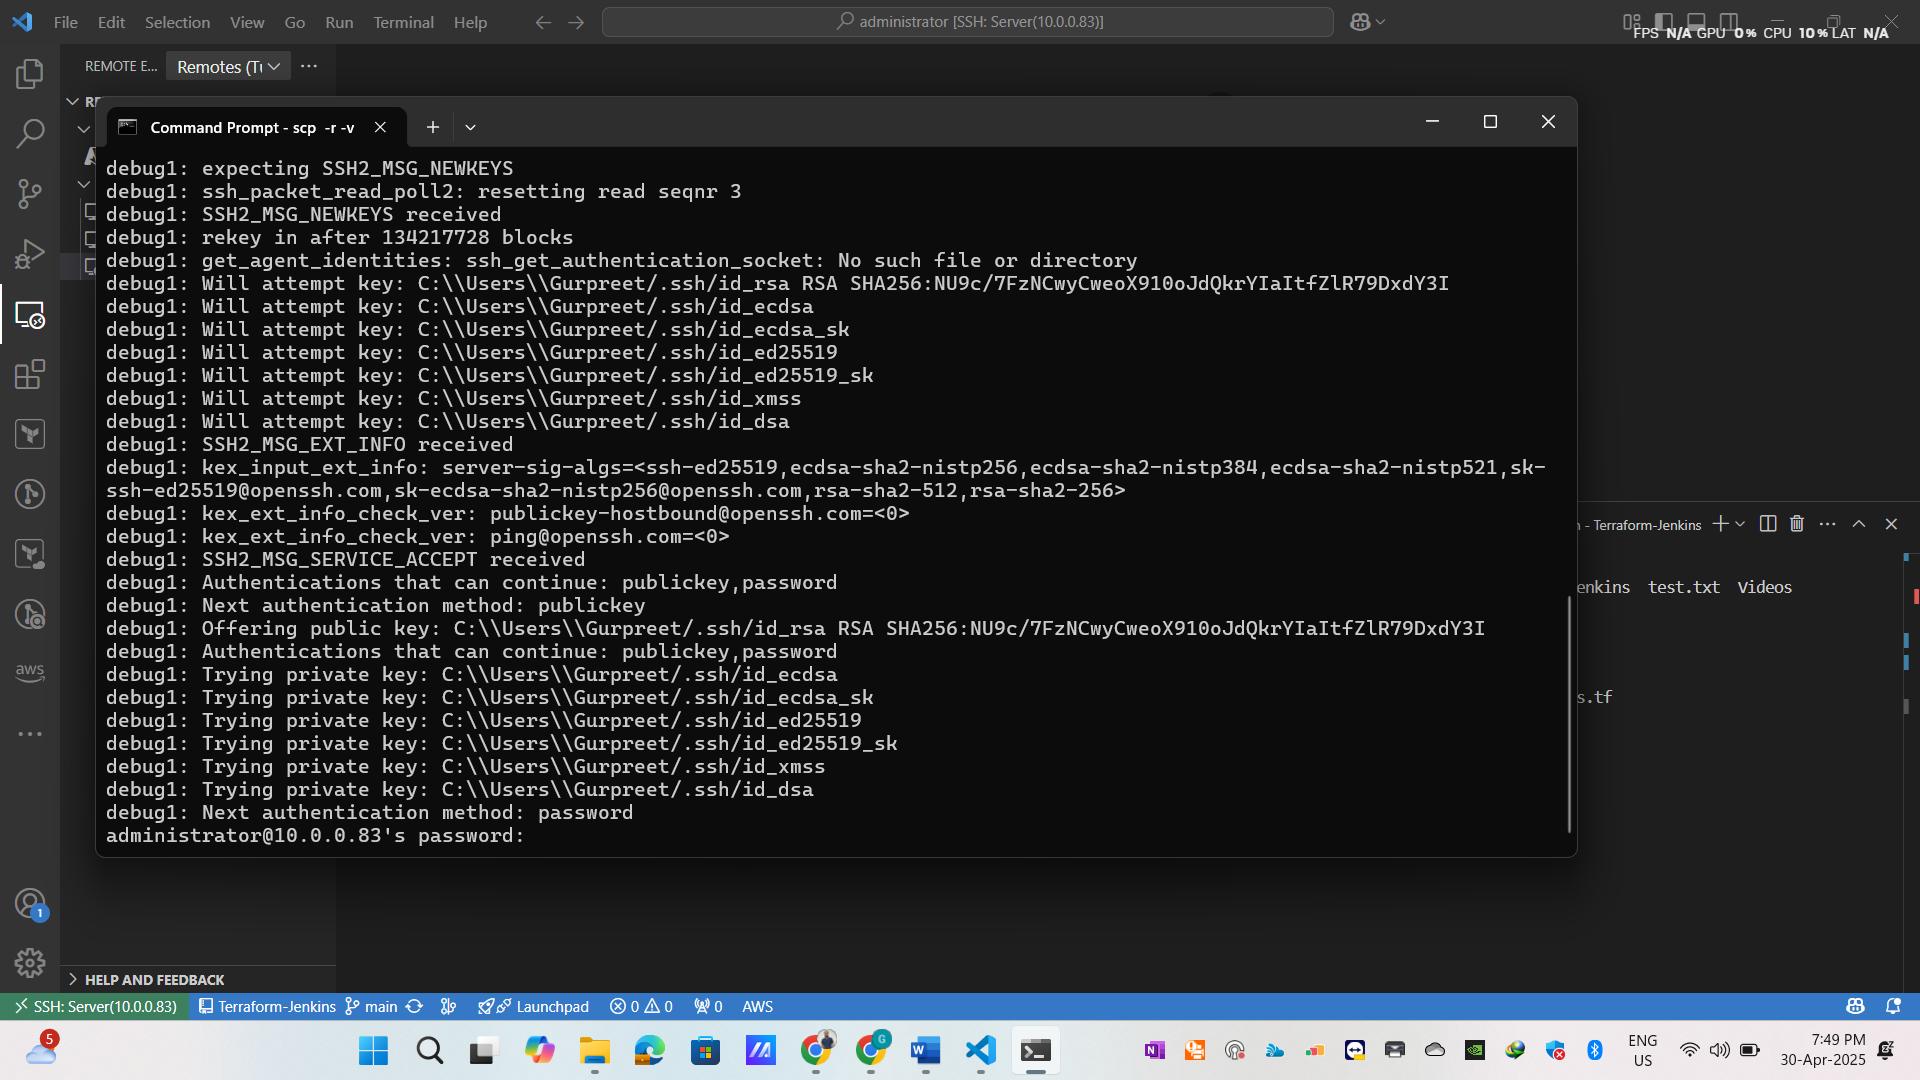 File Edit Selection View Go Run Terminal Help
administrator [SSH: Server(10.0.0.83)]
FPS N/A GPU 0% CPU 10% LAT N/A
REMOTE E... Remotes (Tu
Command Prompt - scp -r -v
debug1: expecting SSH2_MSG_NEWKEYS
debug1: ssh_packet_read_poll2: resetting read seqnr 3
debug1: SSH2_MSG_NEWKEYS received
debug1: rekey in after 134217728 blocks
debug1: get_agent_identities: ssh_get_authentication_socket: No such file or directory
debug1: Will attempt key: C:\\Users\\Gurpreet/.ssh/id_rsa RSA SHA256:NU9c/7FzNCwyCweoX910oJdQkrYIaItfZlR79DxdY3I
debug1: Will attempt key: C:\\Users\\Gurpreet/.ssh/id_ecdsa
debug1: Will attempt key: C:\\Users\\Gurpreet/.ssh/id_ecdsa_sk
debug1: Will attempt key: C:\\Users\\Gurpreet/.ssh/id_ed25519
debug1: Will attempt key: C:\\Users\\Gurpreet/.ssh/id_ed25519_sk
debug1: Will attempt key: C:\\Users\\Gurpreet/.ssh/id_xmss
debug1: Will attempt key: C:\\Users\\Gurpreet/.ssh/id_dsa
debug1: SSH2_MSG_EXT_INFO received
debug1: kex_input_ext_info: server-sig-algs=<ssh-ed25519,ecdsa-sha2-nistp256,ecdsa-sha2-nistp384,ecdsa-sha2-nistp521,sk-
ssh-ed25519@openssh.com,sk-ecdsa-sha2-nistp256@openssh.com,rsa-sha2-512,rsa-sha2-256>
debug1: kex_ext_info_check_ver: publickey-hostbound@openssh.com=<0>
debug1: kex_ext_info_check_ver: ping@openssh.com=<0>
debug1: SSH2_MSG_SERVICE_ACCEPT received
debug1: Authentications that can continue: publickey,password
debug1: Next authentication method: publickey
debug1: Offering public key: C:\\Users\\Gurpreet/.ssh/id_rsa RSA SHA256:NU9c/7FzNCwyCweoX910oJdQkrYIaItfZlR79DxdY3I
debug1: Authentications that can continue: publickey,password
debug1: Trying private key: C:\\Users\\Gurpreet/.ssh/id_ecdsa
debug1: Trying private key: C:\\Users\\Gurpreet/.ssh/id_ecdsa_sk
debug1: Trying private key: C:\\Users\\Gurpreet/.ssh/id_ed25519
debug1: Trying private key: C:\\Users\\Gurpreet/.ssh/id_ed25519_sk
debug1: Trying private key: C:\\Users\\Gurpreet/.ssh/id_xmss
debug1: Trying private key: C:\\Users\\Gurpreet/.ssh/id_dsa
debug1: Next authentication method: password
administrator@10.0.0.83's password:
- Terraform-Jenkins
enkins test.txt Videos
s.tf
aws
1
HELP AND FEEDBACK
SSH: Server(10.0.0.83) Terraform-Jenkins main Launchpad 0 0 0 AWS
5
ENG
US
7:49 PM
30-Apr-2025